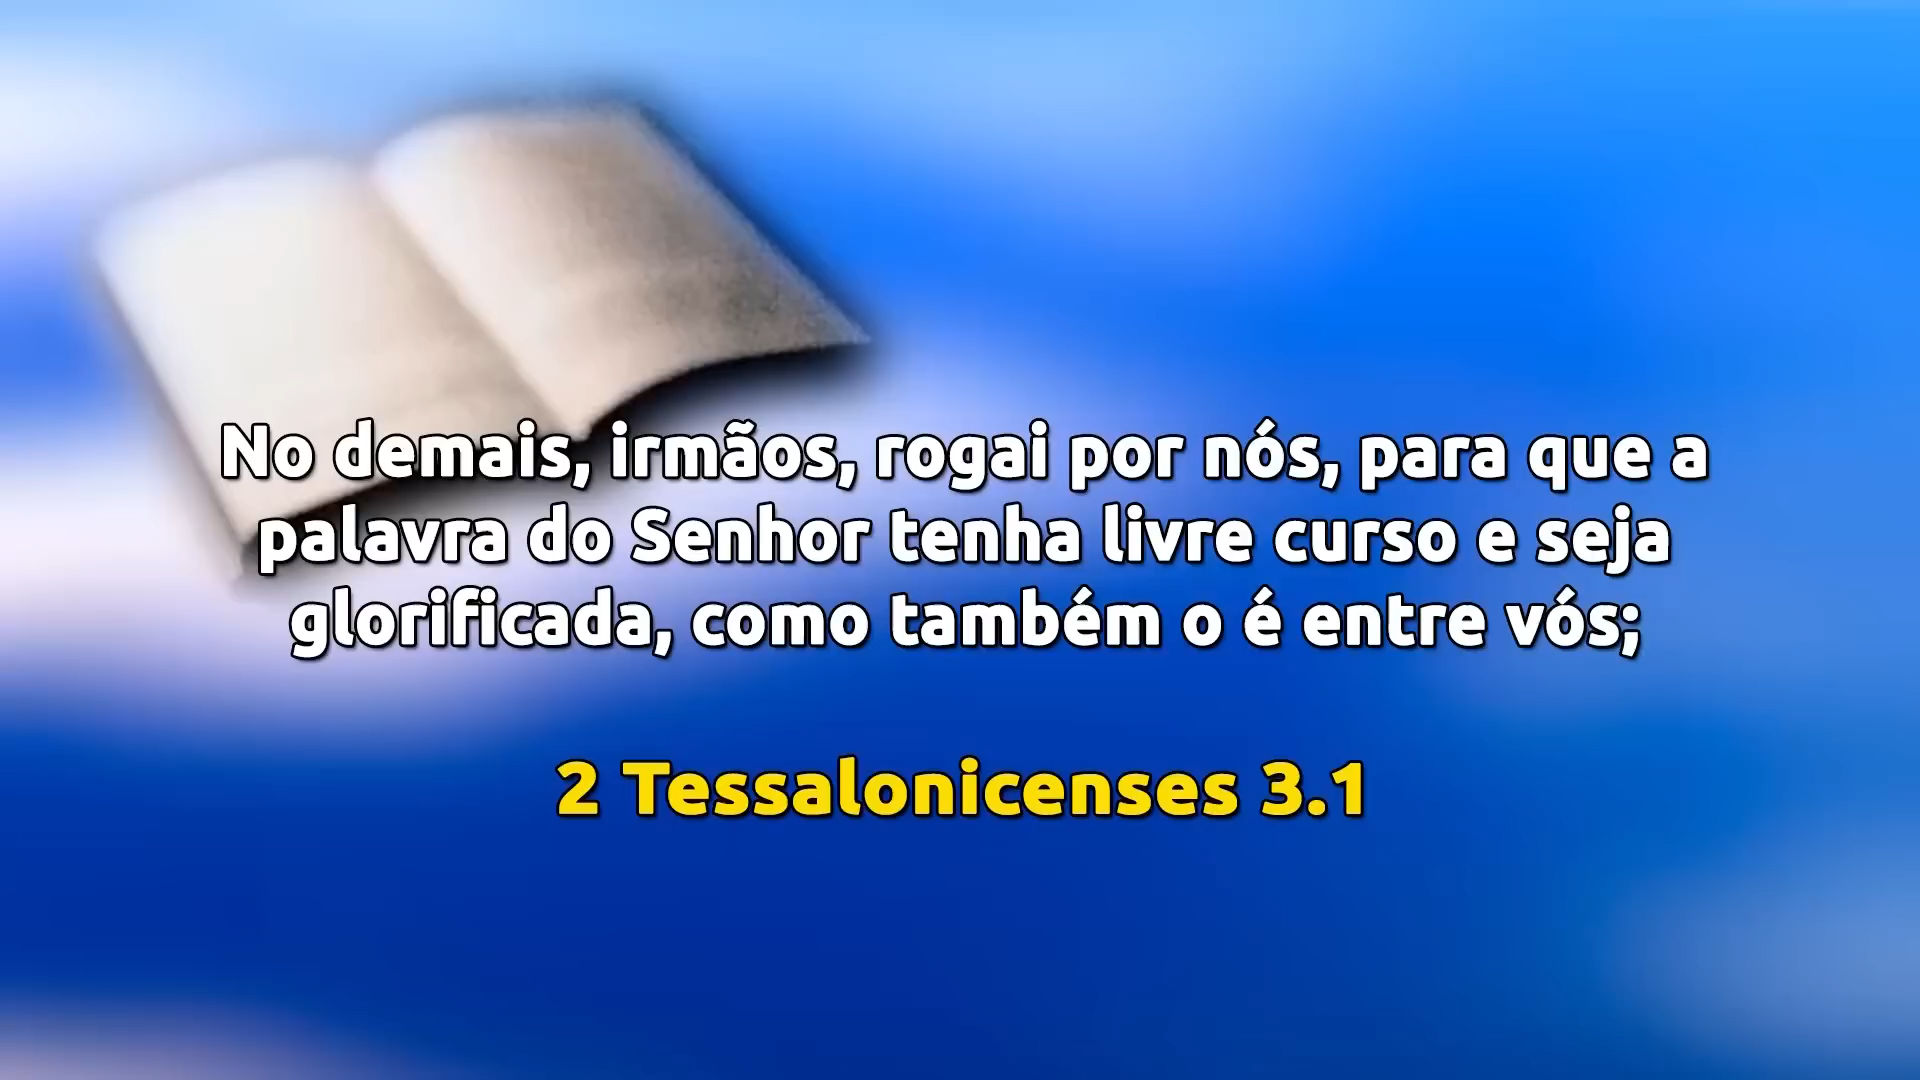 No demais, irmãos, rogai por nós, para que a
palavra do Senhor tenha livre curso e seja
glorificada, como também o é entre vós;
2 Tessalonicenses 3.1